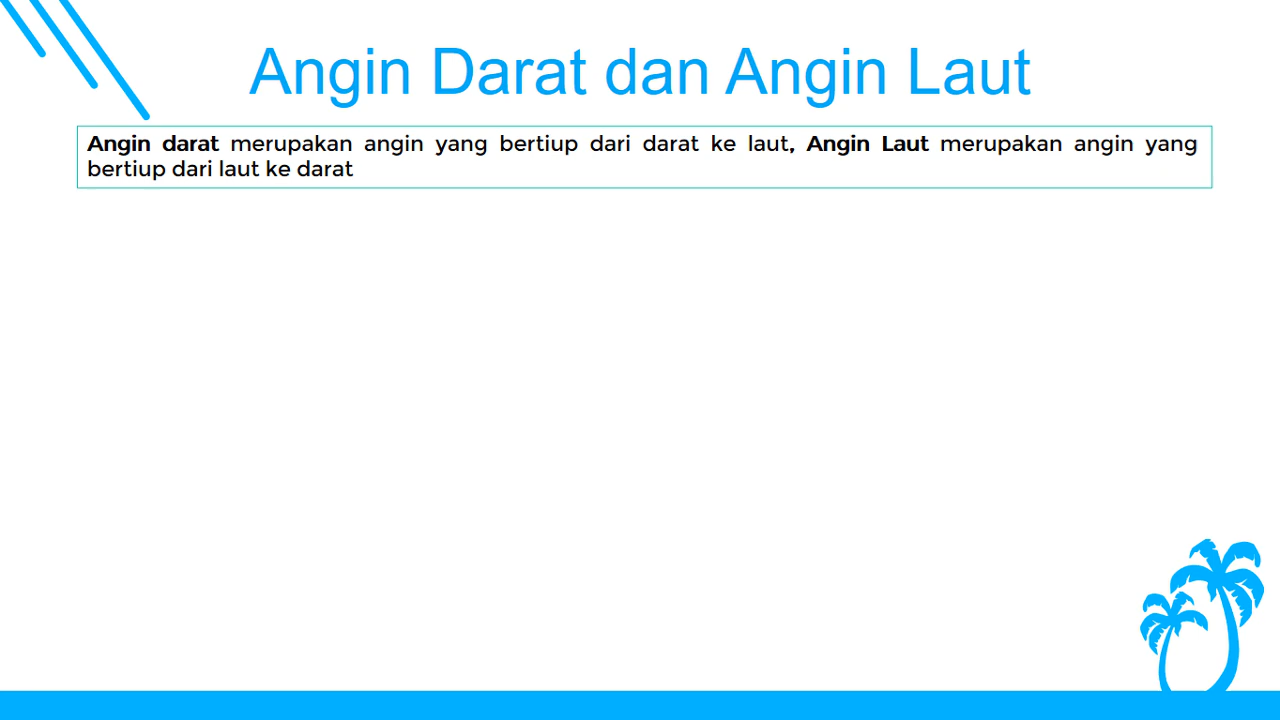 Angin Darat dan Angin Laut
Angin darat merupakan angin yang bertiup dari darat ke laut, Angin Laut merupakan angin yang
bertiup dari laut ke darat